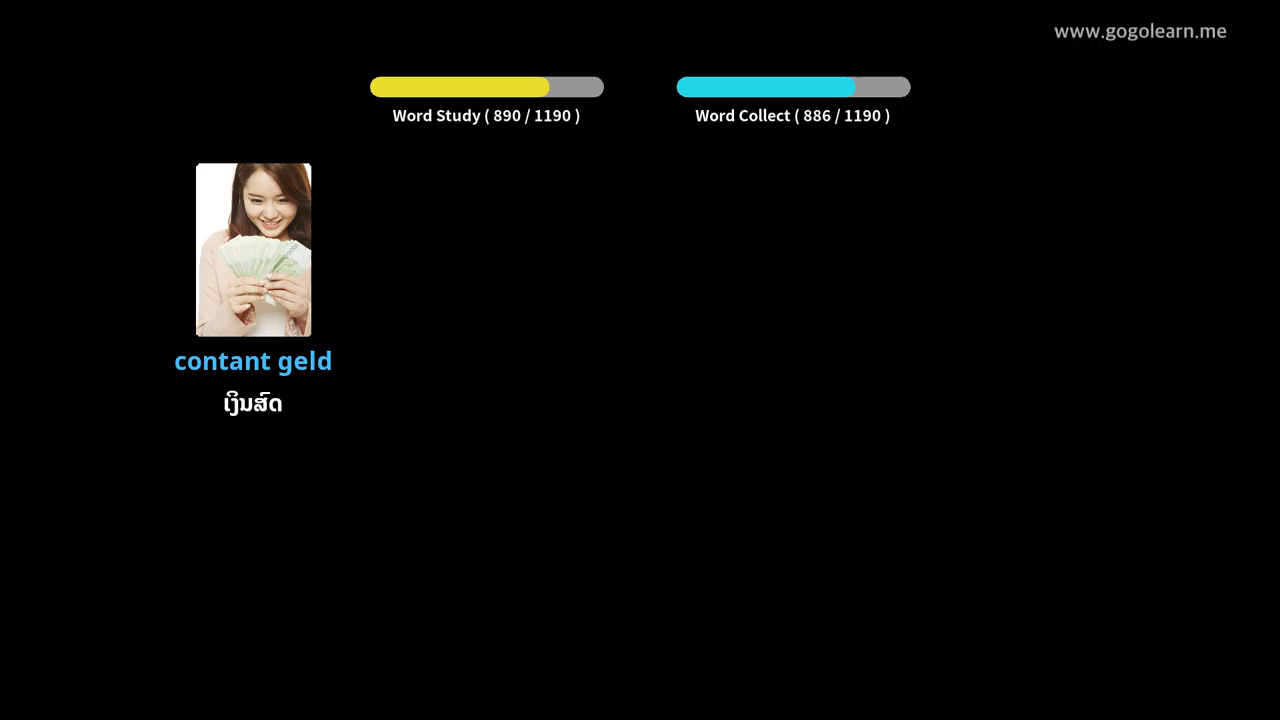 www.gogolearn.me
Word Study ( 890 / 1190 )
Word Collect ( 886 / 1190 )
contant geld
ເງິນສົດ